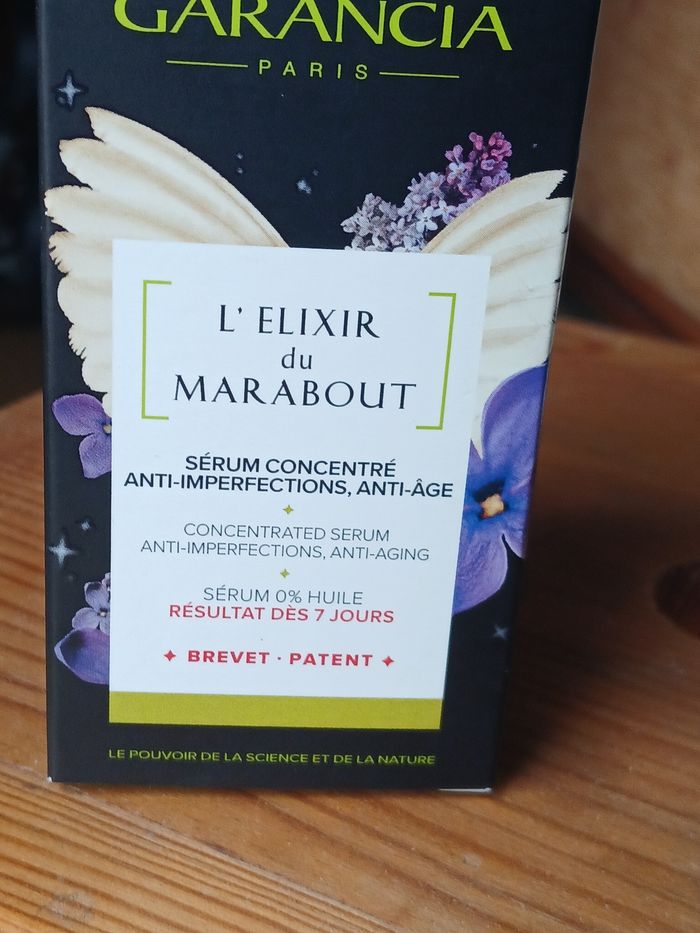 GARANCIA
PARIS
L' ELIXIR
du
MARABOUT
SÉRUM CONCENTRÉ
ANTI-IMPERFECTIONS, ANTI-ÂGE
CONCENTRATED SERUM
ANTI-IMPERFECTIONS, ANTI-AGING
SÉRUM 0% HUILE
RÉSULTAT DÈS 7 JOURS
BREVET · PATENT
LE POUVOIR DE LA SCIENCE ET DE LA NATURE